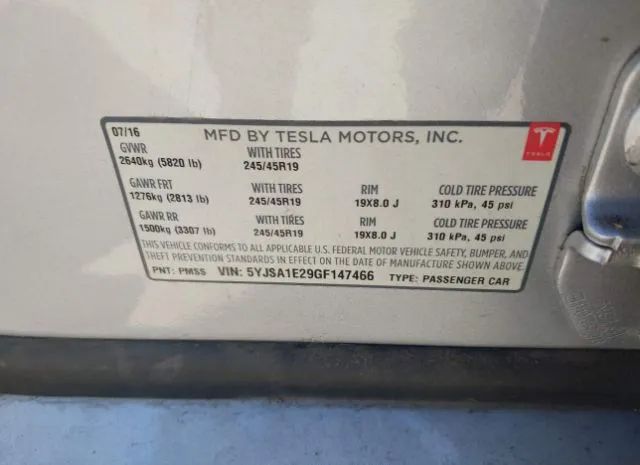 07/16 MFD BY TESLA MOTORS, INC. TESLA
GVWR WITH TIRES
2640kg (5820 lb) 245/45R19
GAWR FRT WITH TIRES RIM COLD TIRE PRESSURE
1276kg (2813 lb) 245/45R19 19X8.0 J 310 kPa, 45 psi
GAWR RR WITH TIRES RIM COLD TIRE PRESSURE
1500kg (3307 lb) 245/45R19 19X8.0 J 310 kPa, 45 psi
THIS VEHICLE CONFORMS TO ALL APPLICABLE U.S. FEDERAL MOTOR VEHICLE SAFETY, BUMPER, AND
THEFT PREVENTION STANDARDS IN EFFECT ON THE DATE OF MANUFACTURE SHOWN ABOVE.
PNT: PMSS VIN: 5YJSA1E29GF147466 TYPE: PASSENGER CAR